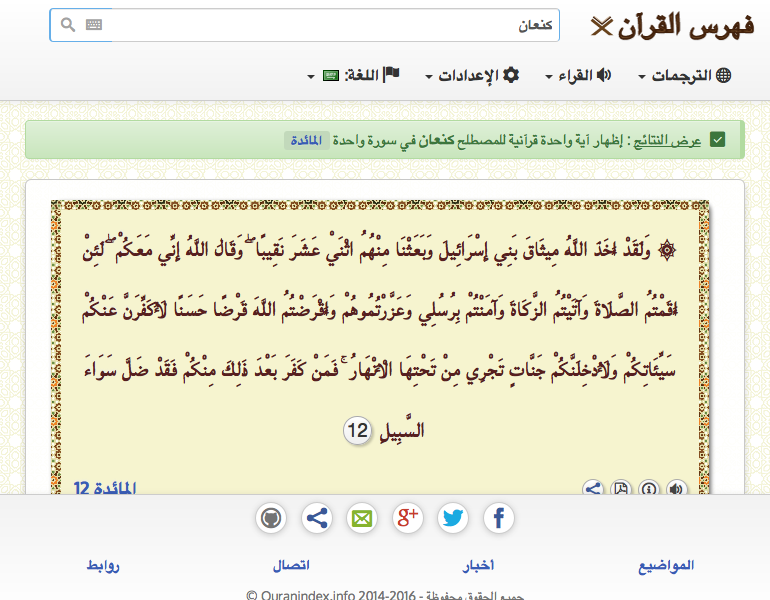 فهرس القرآن
كنعان
الترجمات
القراء
الإعدادات
اللغة:
عرض النتائج : إظهار آية واحدة قرآنية للمصطلح كنعان في سورة واحدة المائدة
۞ وَلَقَدْ أَخَذَ اللَّهُ مِيثَاقَ بَنِي إِسْرَائِيلَ وَبَعَثْنَا مِنْهُمُ اثْنَيْ عَشَرَ نَقِيبًا ۖ وَقَالَ اللَّهُ إِنِّي مَعَكُمْ ۖ لَئِنْ
أَقَمْتُمُ الصَّلَاةَ وَآتَيْتُمُ الزَّكَاةَ وَآمَنْتُمْ بِرُسُلِي وَعَزَّرْتُمُوهُمْ وَأَقْرَضْتُمُ اللَّهَ قَرْضًا حَسَنًا لَأُكَفِّرَنَّ عَنْكُمْ
سَيِّئَاتِكُمْ وَلَأُدْخِلَنَّكُمْ جَنَّاتٍ تَجْرِي مِنْ تَحْتِهَا الْأَنْهَارُ ۚ فَمَنْ كَفَرَ بَعْدَ ذَلِكَ مِنْكُمْ فَقَدْ ضَلَّ سَوَاءَ
السَّبِيلِ 12
المائدة 12
المواضيع
أخبار
اتصال
روابط
جميع الحقوق محفوظة - 2014-2016 Quranindex.info ©